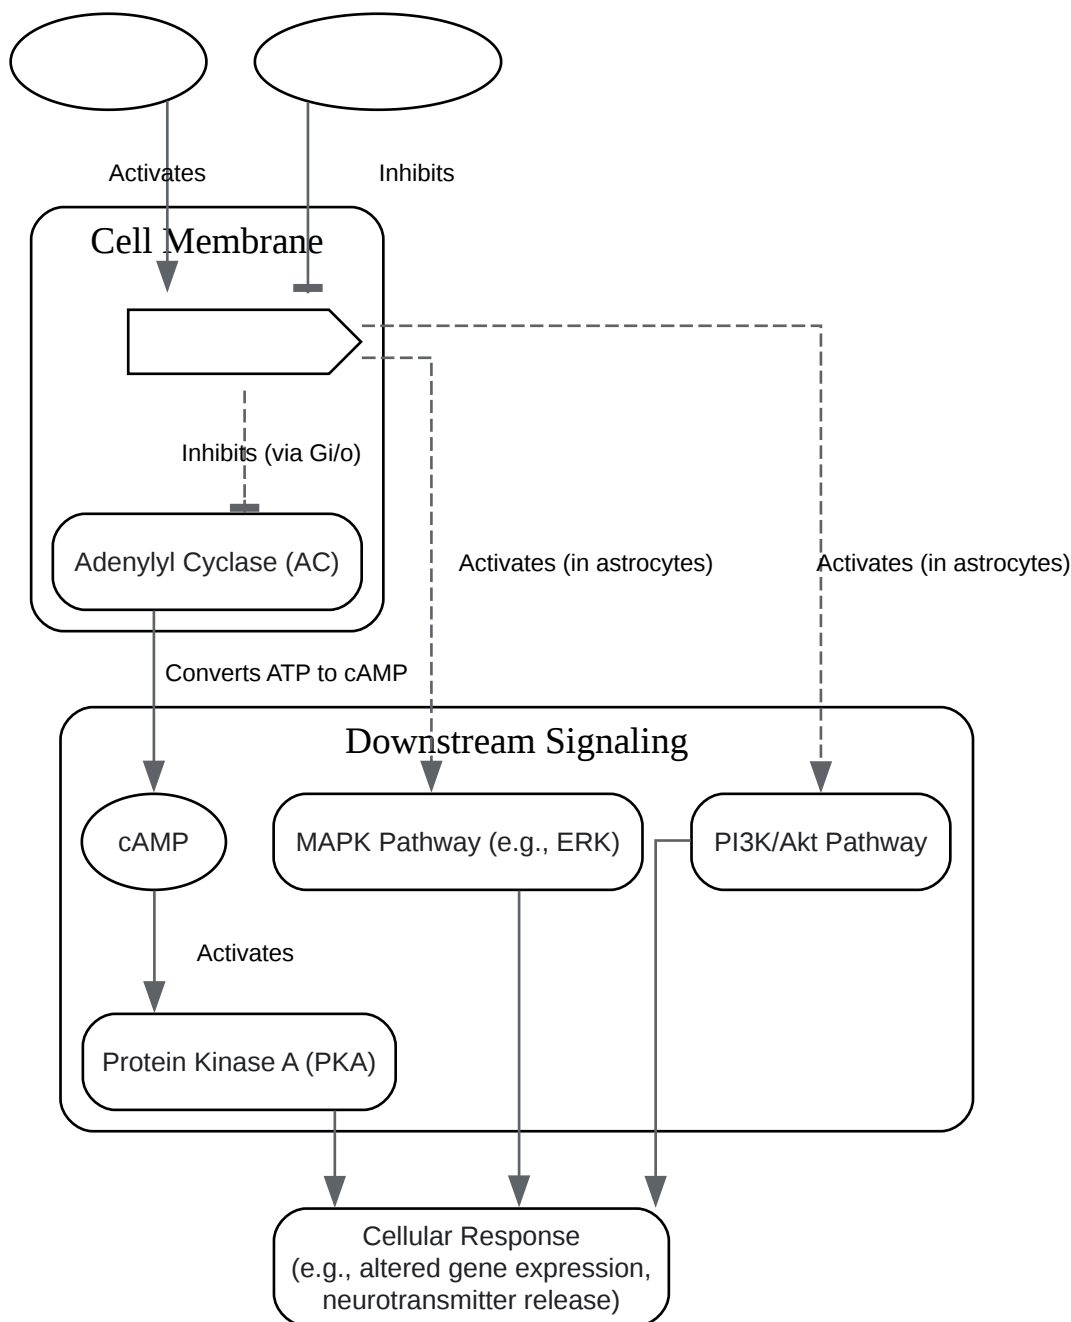 Activates
Inhibits
Cell Membrane
Inhibits (via Gi/o)
Adenylyl Cyclase (AC)
Activates (in astrocytes)
Activates (in astrocytes)
Converts ATP to cAMP
Downstream Signaling
cAMP
MAPK Pathway (e.g., ERK)
PI3K/Akt Pathway
Activates
Protein Kinase A (PKA)
Cellular Response
(e.g., altered gene expression,
neurotransmitter release)